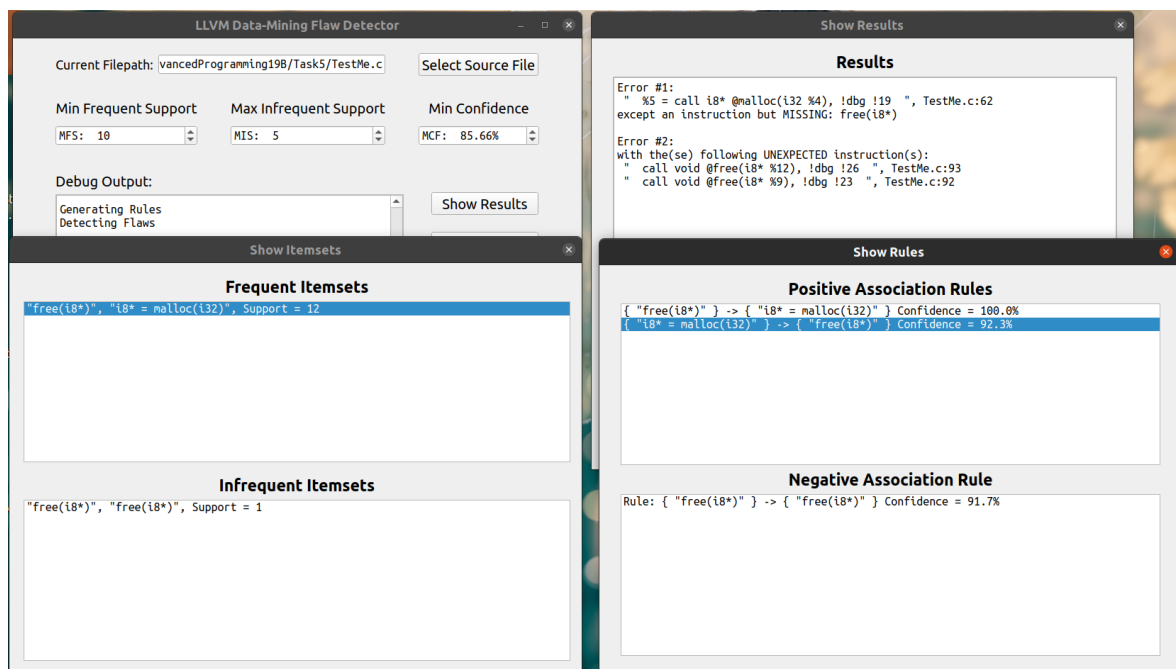 LLVM Data-Mining Flaw Detector
Current Filepath: vancedProgramming19B/Task5/TestMe.c
Select Source File
Min Frequent Support
Max Infrequent Support
Min Confidence
MFS: 10
MIS: 5
MCF: 85.66%
Debug Output:
Generating Rules
Detecting Flaws
Show Results
Show Results
Results
Error #1:
"  %5 = call i8* @malloc(i32 %4), !dbg !19  ", TestMe.c:62
except an instruction but MISSING: free(i8*)
Error #2:
with the(se) following UNEXPECTED instruction(s):
"  call void @free(i8* %12), !dbg !26  ", TestMe.c:93
"  call void @free(i8* %9), !dbg !23  ", TestMe.c:92
Show Itemsets
Frequent Itemsets
"free(i8*)", "i8* = malloc(i32)", Support = 12
Infrequent Itemsets
"free(i8*)", "free(i8*)", Support = 1
Show Rules
Positive Association Rules
{ "free(i8*)" } -> { "i8* = malloc(i32)" } Confidence = 100.0%
{ "i8* = malloc(i32)" } -> { "free(i8*)" } Confidence = 92.3%
Negative Association Rule
Rule: { "free(i8*)" } -> { "free(i8*)" } Confidence = 91.7%